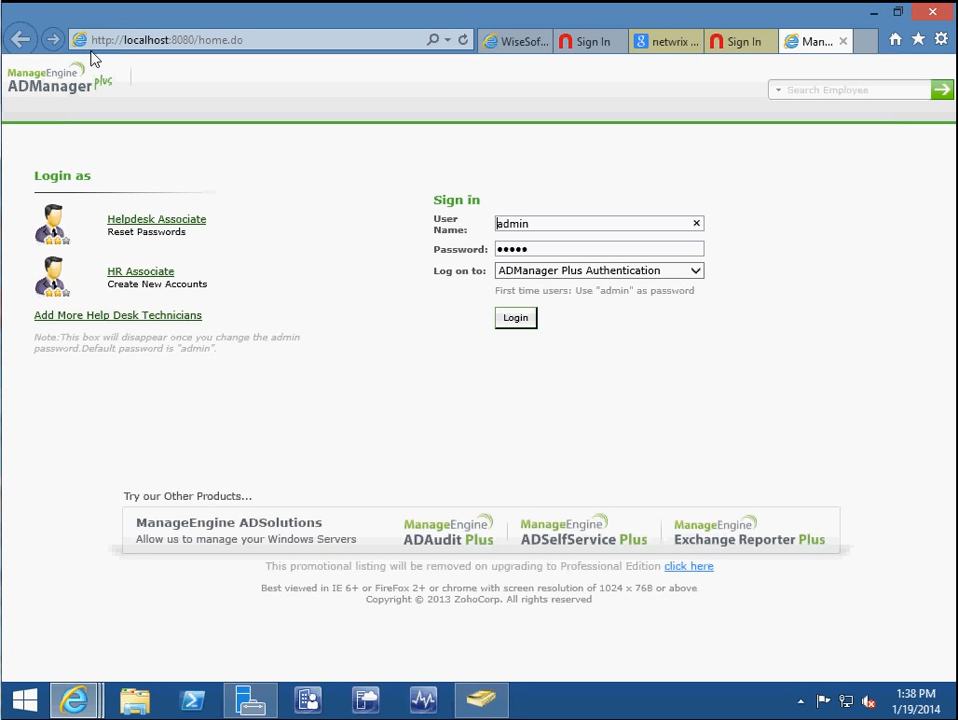 http://localhost:8080/home.do
WiseSof...
Sign In
netwrix ...
Sign In
Man...
ManageEngine
ADManager plus
Search Employee
Login as
Helpdesk Associate
Reset Passwords
HR Associate
Create New Accounts
Add More Help Desk Technicians
Note:This box will disappear once you change the admin
password.Default password is "admin".
Sign in
User
Name:
admin
Password:
•••••
Log on to:
ADManager Plus Authentication
First time users: Use "admin" as password
Login
Try our Other Products...
ManageEngine ADSolutions
Allow us to manage your Windows Servers
ManageEngine
ADAudit Plus
ManageEngine
ADSelfService Plus
ManageEngine
Exchange Reporter Plus
This promotional listing will be removed on upgrading to Professional Edition click here
Best viewed in IE 6+ or FireFox 2+ or chrome with screen resolution of 1024 x 768 or above
Copyright © 2013 ZohoCorp. All rights reserved
1:38 PM
1/19/2014